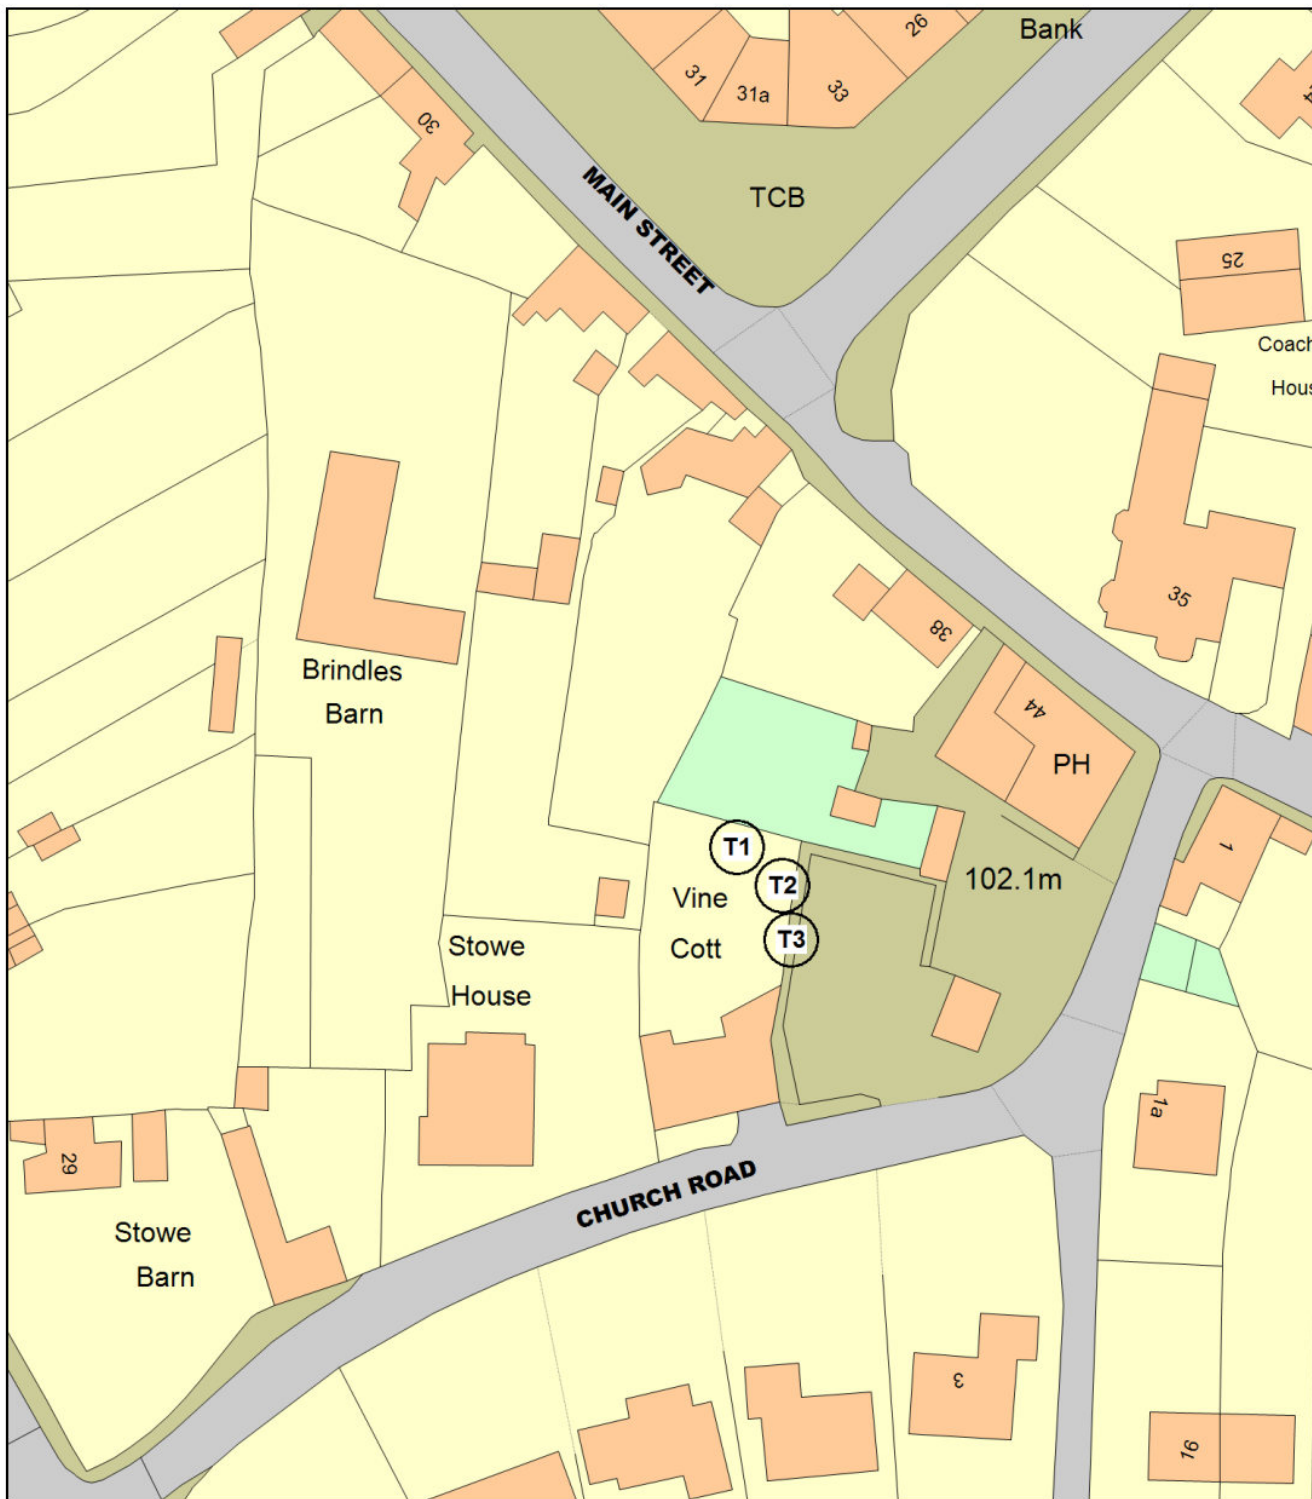 Bank
26
31
31a
33
30
TCB
MAIN STREET
25
Coach
Hous
35
38
44
PH
Brindles
Barn
1
T1
T2
T3
Vine
Cott
102.1m
Stowe
House
1a
29
CHURCH ROAD
Stowe
Barn
3
16